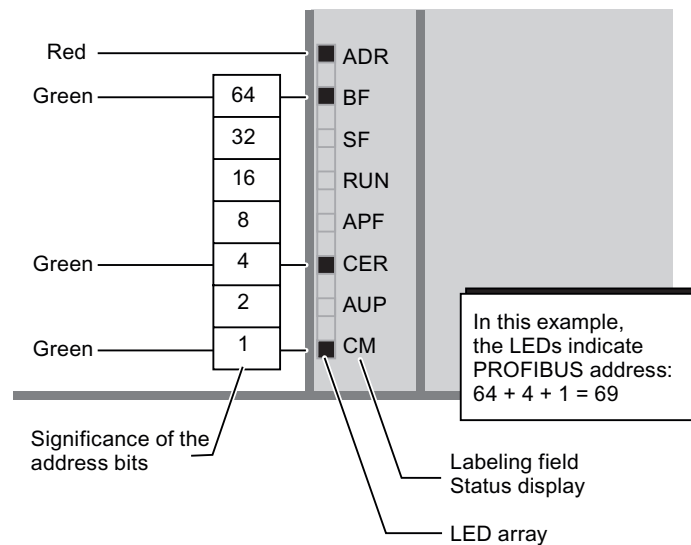 Red
ADR
Green
64
BF
32
SF
16
RUN
8
APF
Green
4
CER
2
AUP
Green
1
CM
In this example,
the LEDs indicate
PROFIBUS address:
64 + 4 + 1 = 69
Significance of the
address bits
Labeling field
Status display
LED array